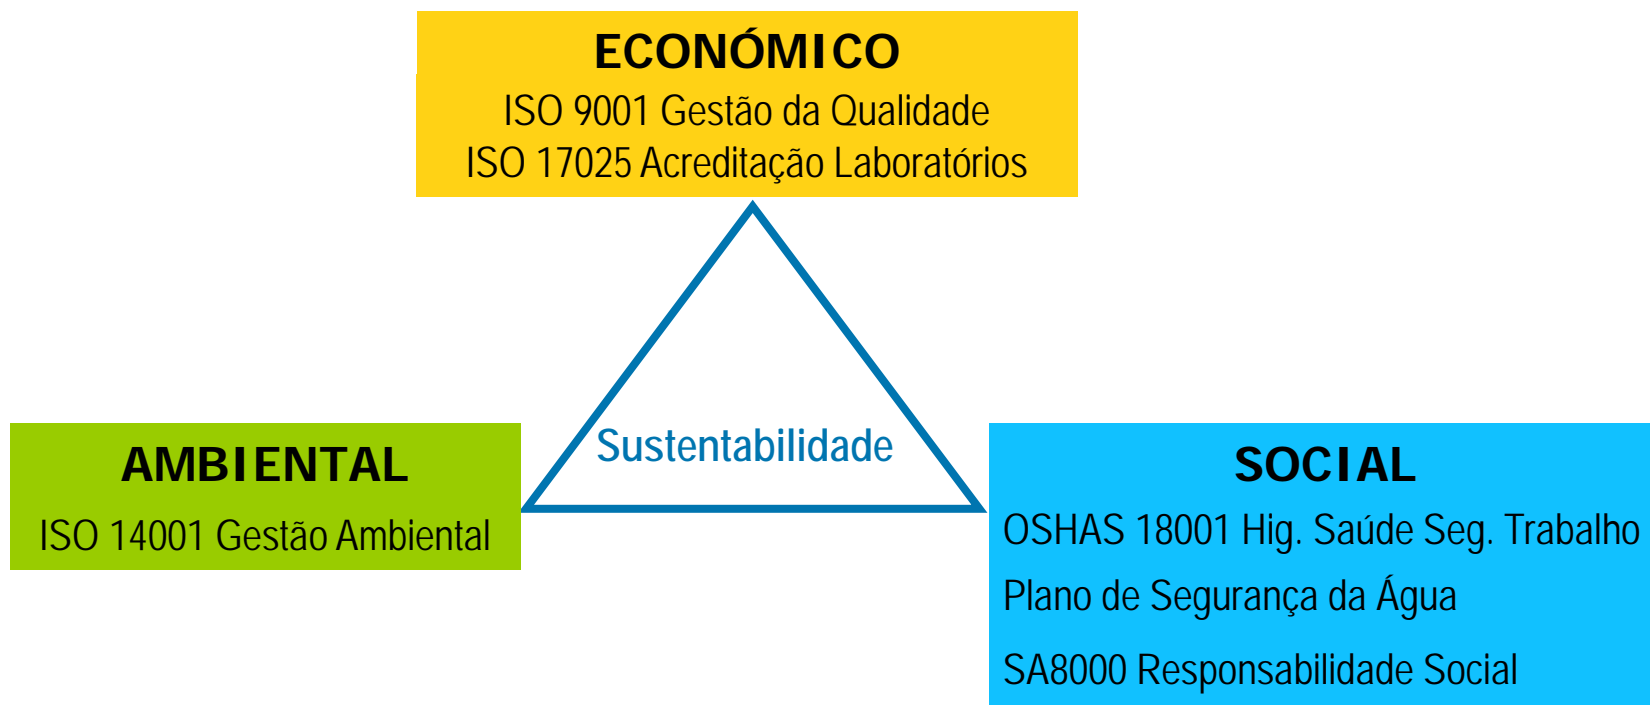 ECONÓMICO
ISO 9001 Gestão da Qualidade
ISO 17025 Acreditação Laboratórios
Sustentabilidade
AMBIENTAL
ISO 14001 Gestão Ambiental
SOCIAL
OSHAS 18001 Hig. Saúde Seg. Trabalho
Plano de Segurança da Água
SA8000 Responsabilidade Social